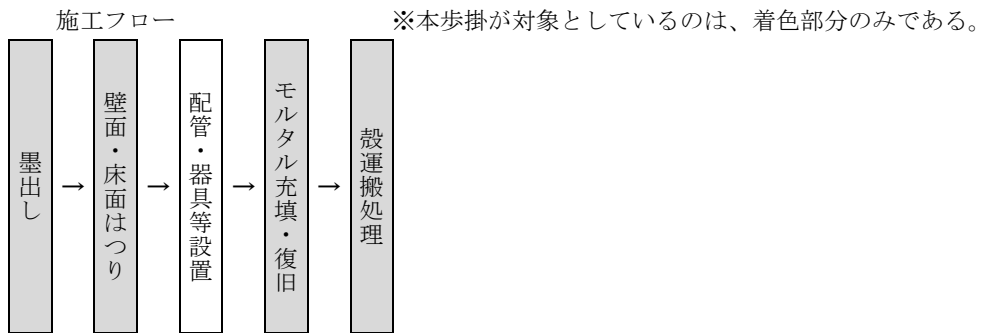 施工フロー
※本歩掛が対象としているのは、着色部分のみである。
墨出し
→
壁面・床面はつり
→
配管・器具等設置
→
モルタル充填・復旧
→
殻運搬処理